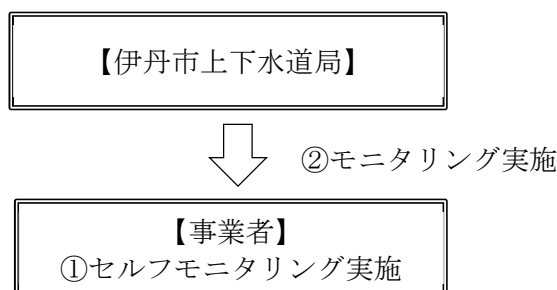 【伊丹市上下水道局】
②モニタリング実施
【事業者】
①セルフモニタリング実施